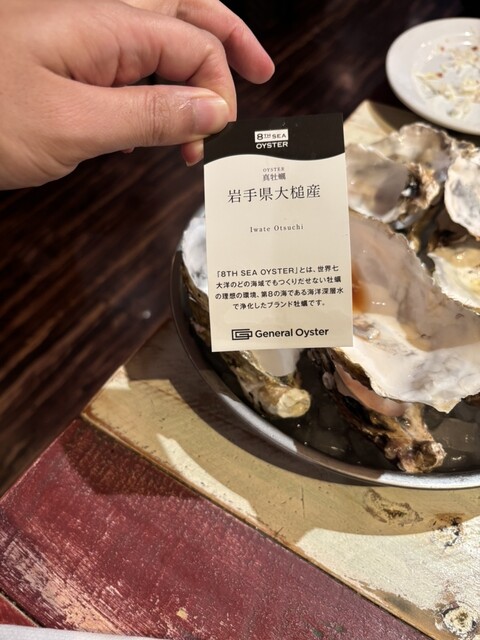 8TH SEA
OYSTER
OYSTER
真牡蠣
岩手県大槌産
Iwate Otsuchi
「8TH SEA OYSTER」とは、世界七
大洋のどの海域でもつくりだせない牡蠣
の理想の環境、第8の海である海洋深層水
で浄化したブランド牡蠣です。
General Oyster